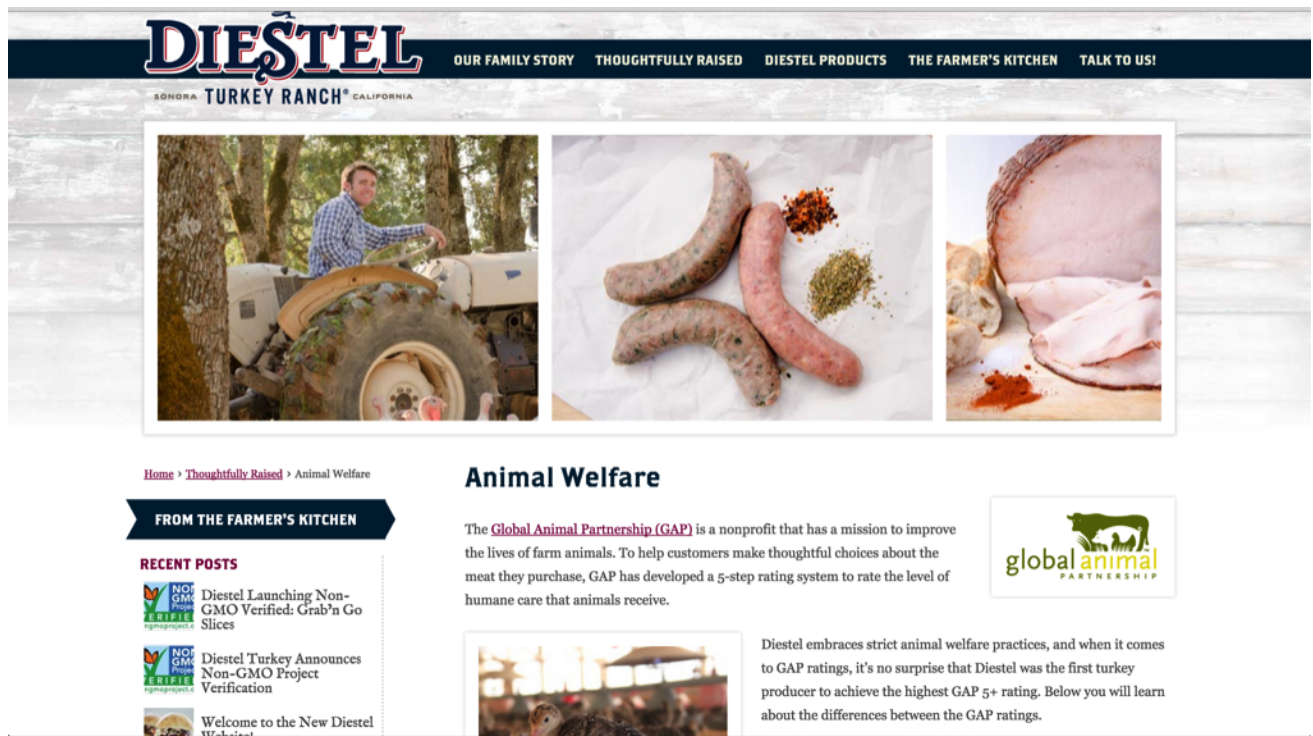 DIESTEL
SONORA TURKEY RANCH® CALIFORNIA
OUR FAMILY STORY THOUGHTFULLY RAISED DIESTEL PRODUCTS THE FARMER'S KITCHEN TALK TO US!
Home › Thoughtfully Raised › Animal Welfare
FROM THE FARMER'S KITCHEN
RECENT POSTS
NON
GMO
Project
VERIFIED
nongmoproject.o
Diestel Launching Non-
GMO Verified: Grab'n Go
Slices
Diestel Turkey Announces
Non-GMO Project
Verification
Welcome to the New Diestel
Website!
Animal Welfare
The Global Animal Partnership (GAP) is a nonprofit that has a mission to improve
the lives of farm animals. To help customers make thoughtful choices about the
meat they purchase, GAP has developed a 5-step rating system to rate the level of
humane care that animals receive.
global animal
PARTNERSHIP
Diestel embraces strict animal welfare practices, and when it comes
to GAP ratings, it's no surprise that Diestel was the first turkey
producer to achieve the highest GAP 5+ rating. Below you will learn
about the differences between the GAP ratings.